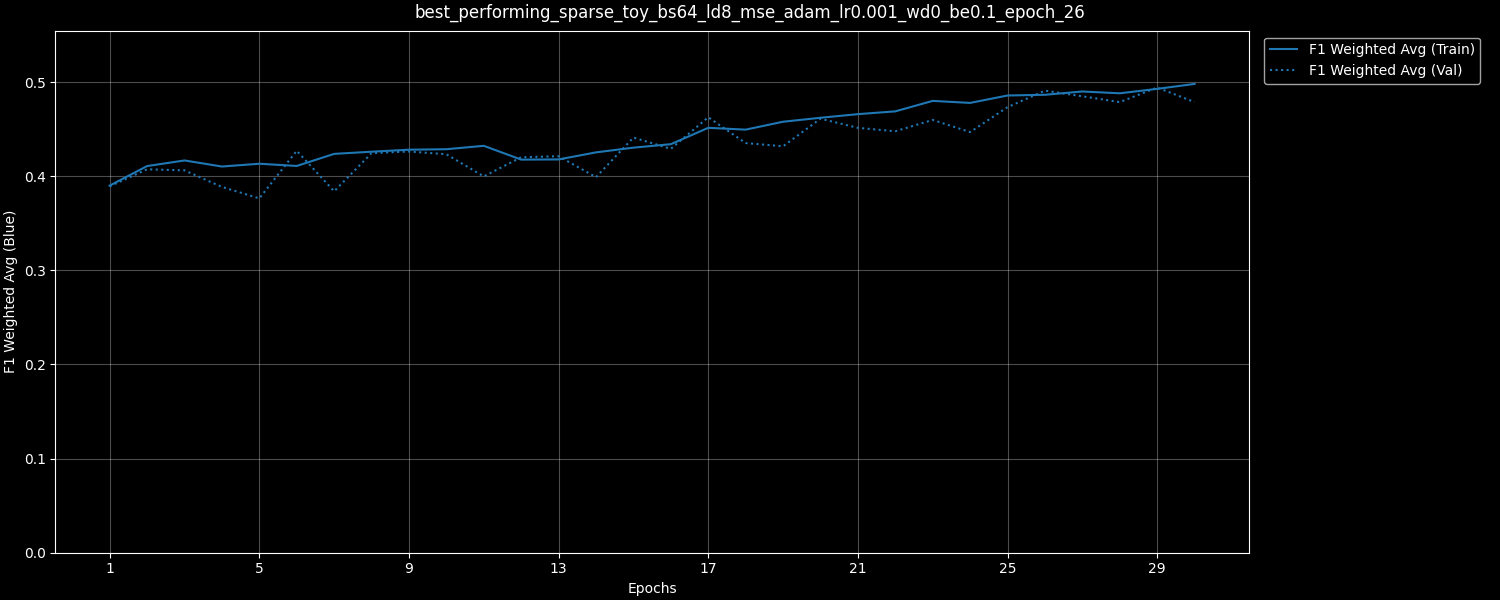 best_performing_sparse_toy_bs64_ld8_mse_adam_lr0.001_wd0_be0.1_epoch_26
F1 Weighted Avg (Train)
F1 Weighted Avg (Val)
F1 Weighted Avg (Blue)
0.5
0.4
0.3
0.2
0.1
0.0
1 5 9 13 17 21 25 29
Epochs